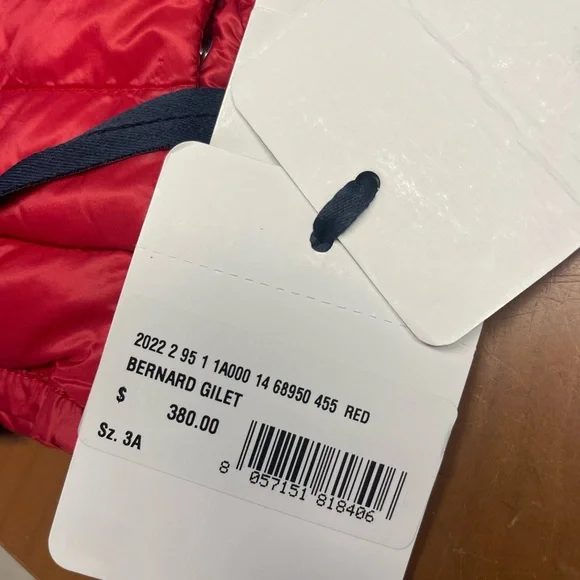 2022 2 95 1 1A000 14 68950 455 RED
BERNARD GILET
$ 380.00
Sz. 3A
8 057151 818406